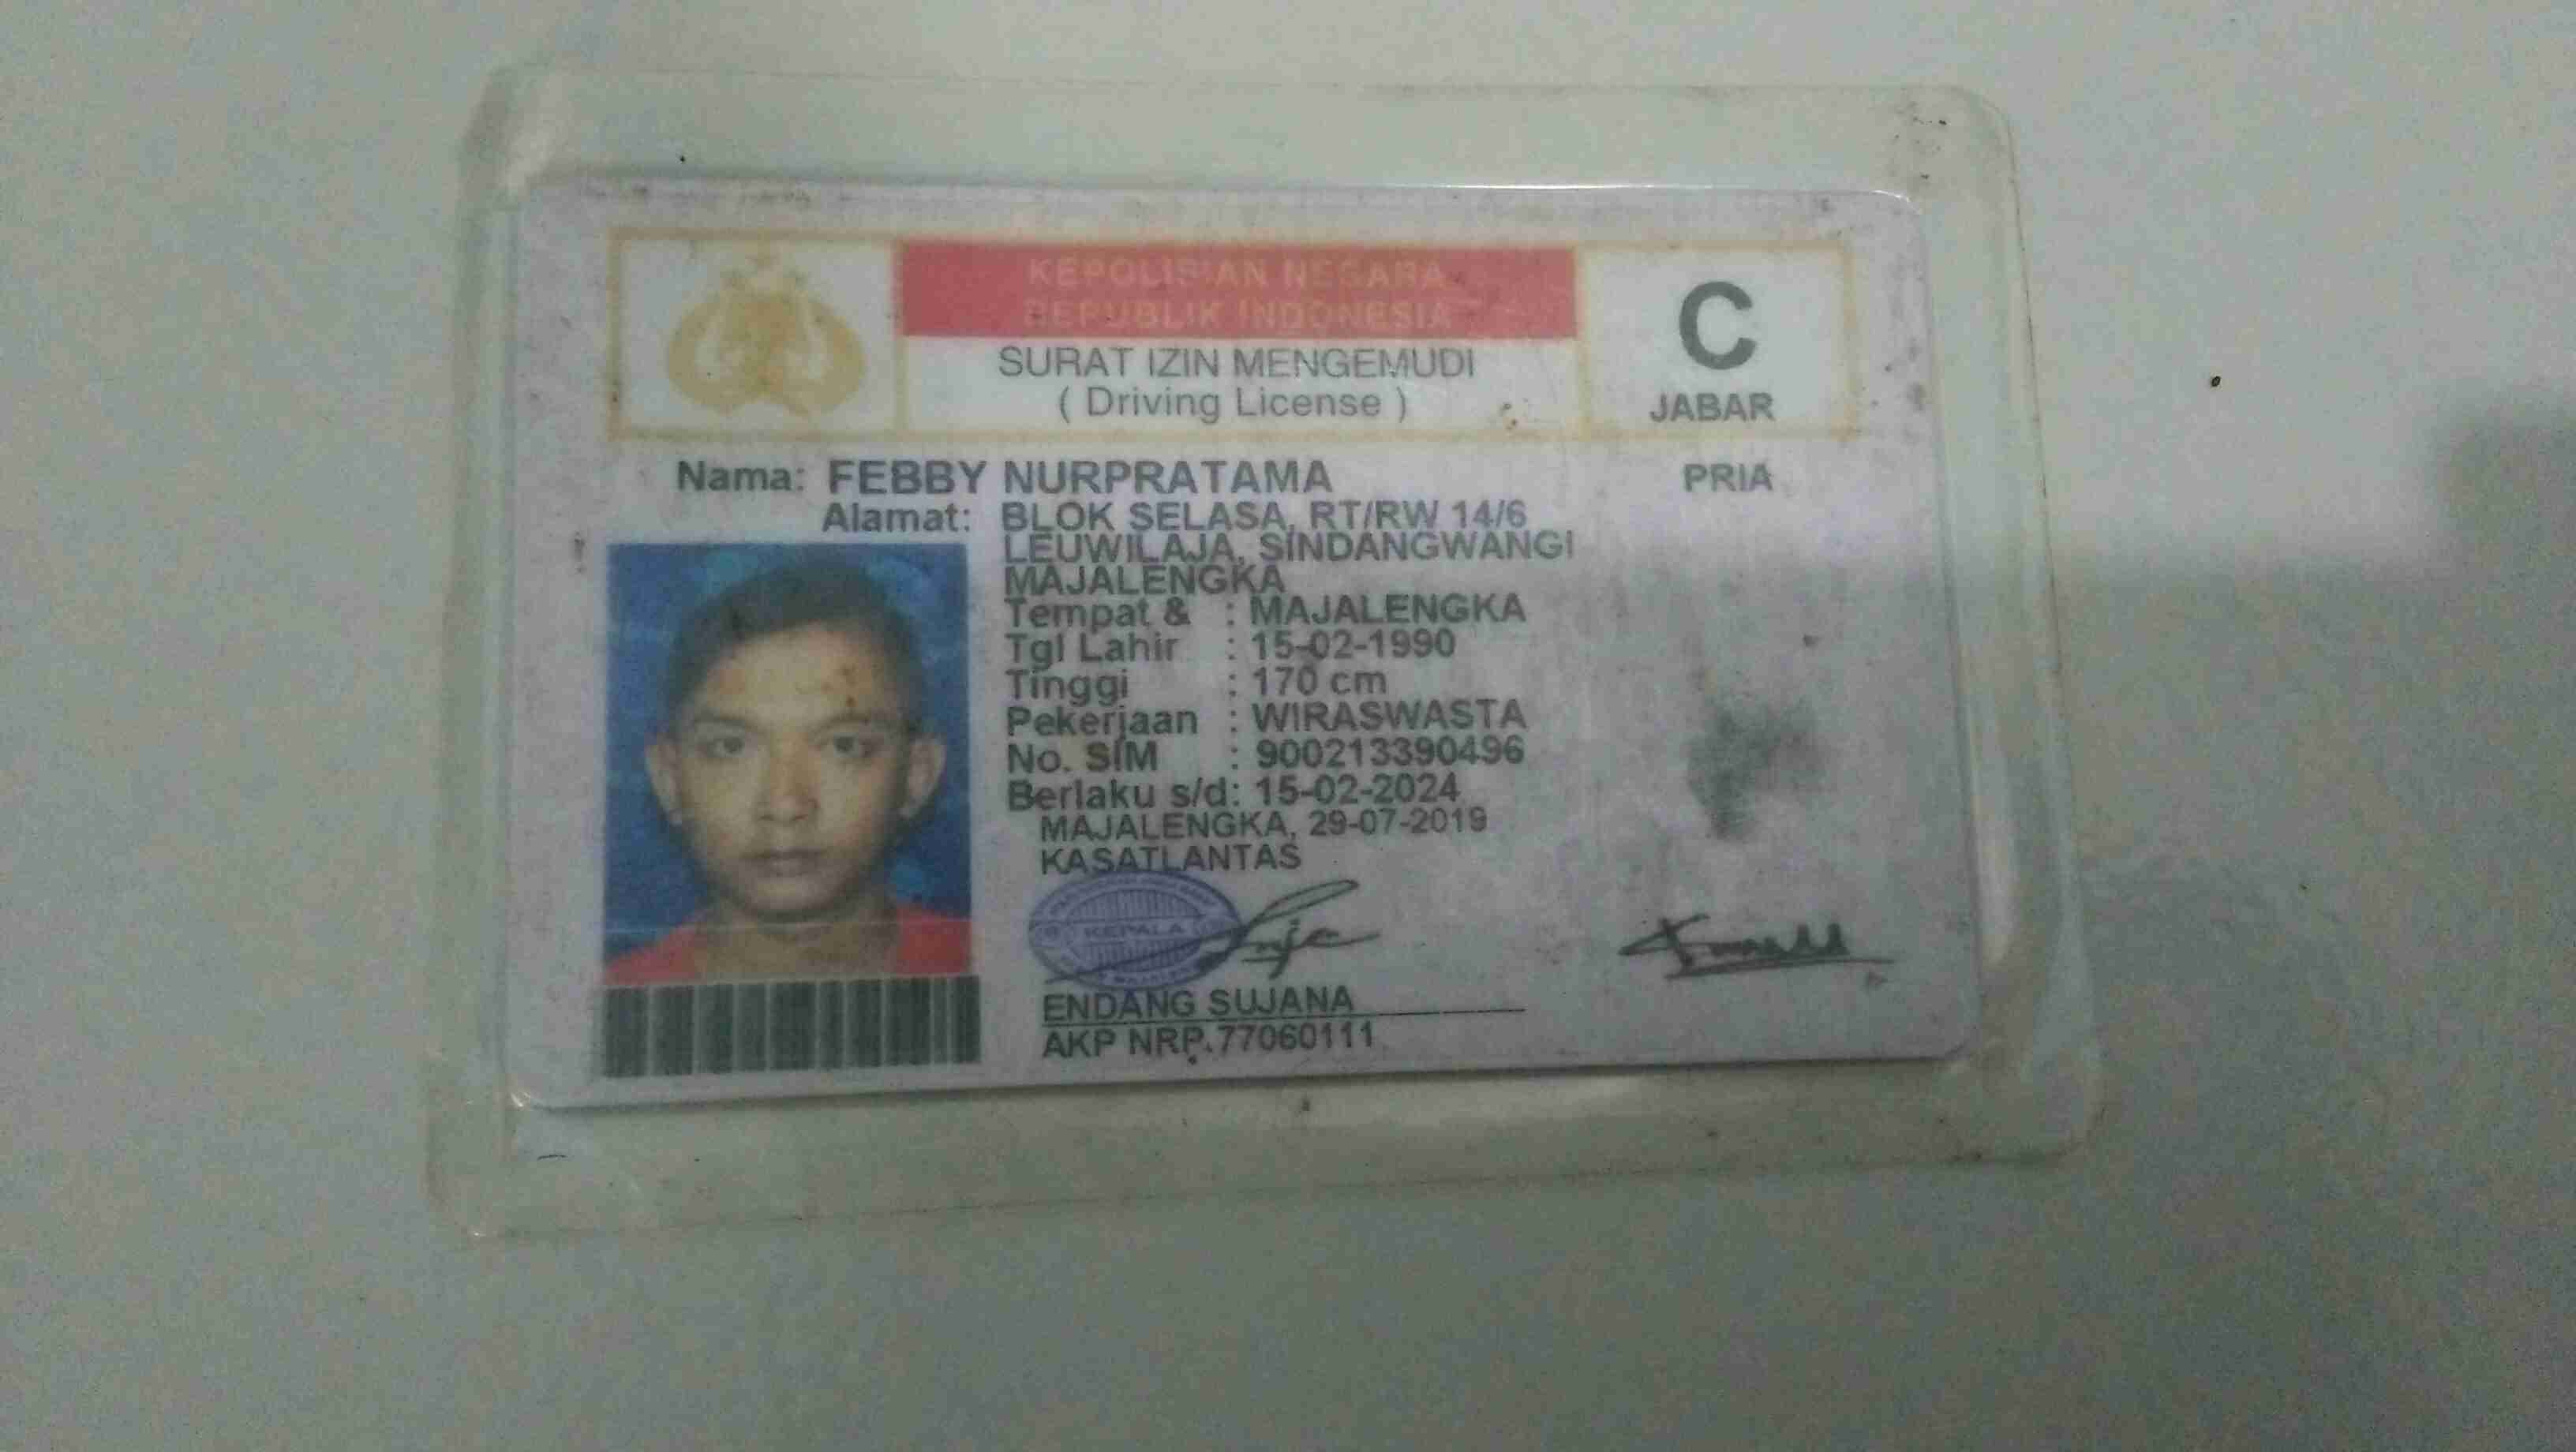 KEPOLISIAN NEGARA
REPUBLIK INDONESIA
SURAT IZIN MENGEMUDI
( Driving License )
C
JABAR
Nama: FEBBY NURPRATAMA
PRIA
Alamat: BLOK SELASA, RT/RW 14/6
LEUWILAJA, SINDANGWANGI
MAJALENGKA
Tempat & : MAJALENGKA
Tgl Lahir : 15-02-1990
Tinggi : 170 cm
Pekerjaan : WIRASWASTA
No. SIM : 900213390496
Berlaku s/d: 15-02-2024
MAJALENGKA, 29-07-2019
KASATLANTAS
KEPALA
ENDANG SUJANA
AKP NRP.77060111